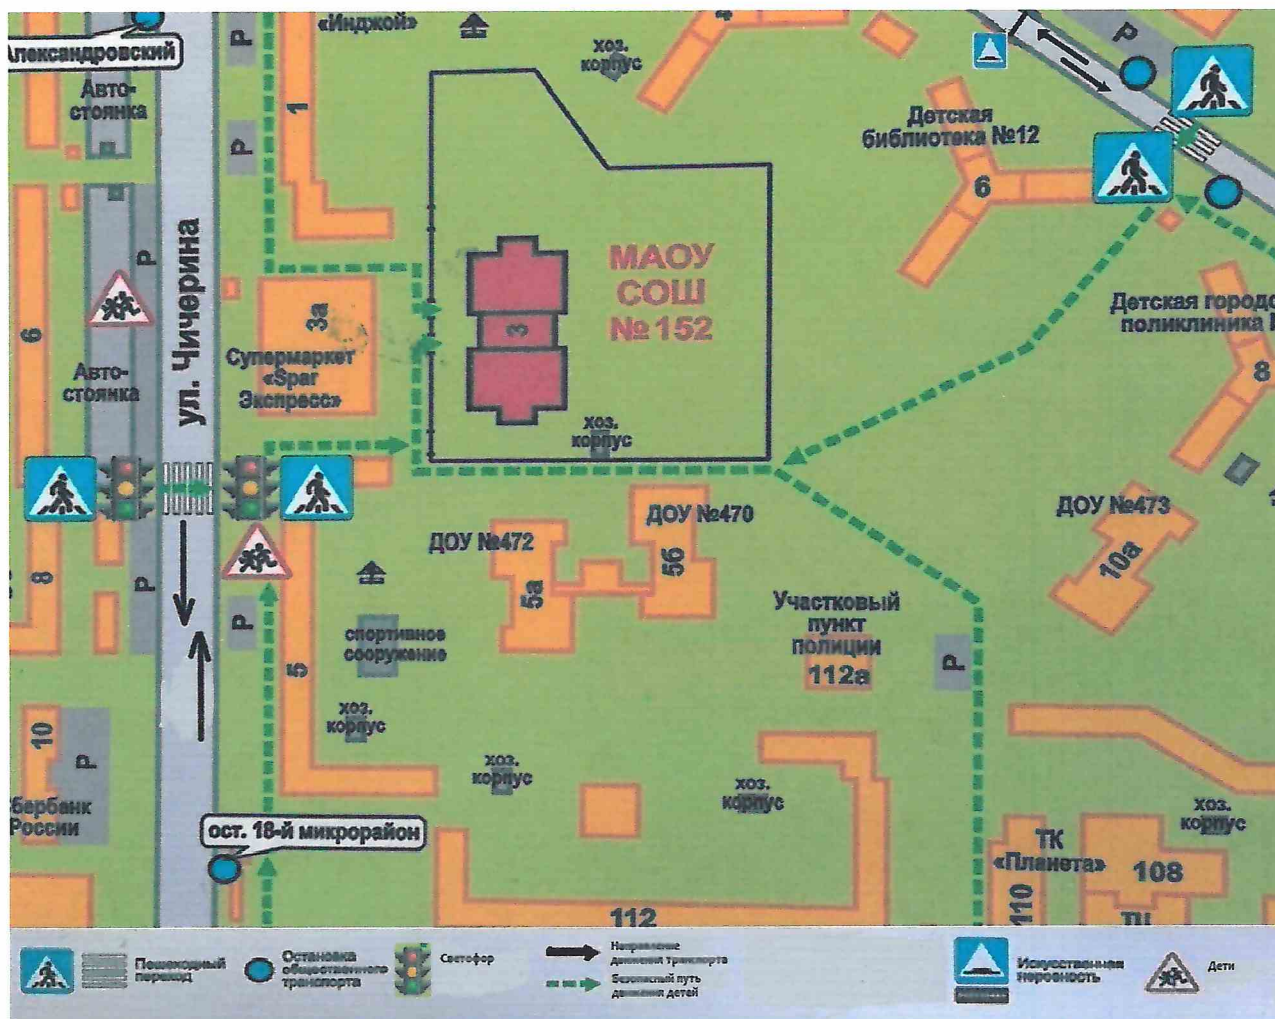 Александровский
«Инджой»
хоз.
корпус
4
P
P
Авто-
стоянка
1
P
Детская
библиотека №12
6
ул. Чичерина
P
МАОУ
СОШ
№152
3
3а
Супермаркет
«Spar
Экспресс»
6
Авто-
стоянка
Детская городс
поликлиника
8
хоз.
корпус
ДОУ №470
5б
ДОУ №472
5а
ДОУ №473
10а
8
P
P
Участковый
пункт
полиции
112а
P
спортивное
сооружение
5
хоз.
корпус
10
P
Сбербанк
России
хоз.
корпус
хоз.
корпус
хоз.
корпус
ост. 18-й микрорайон
ТК
«Планета»
108
110
ТЦ
112
Пешеходный
переход
Остановка
общественного
транспорта
Светофор
Направление
движения транспорта
Безопасный путь
движения детей
Искусственная
неровность
Дети